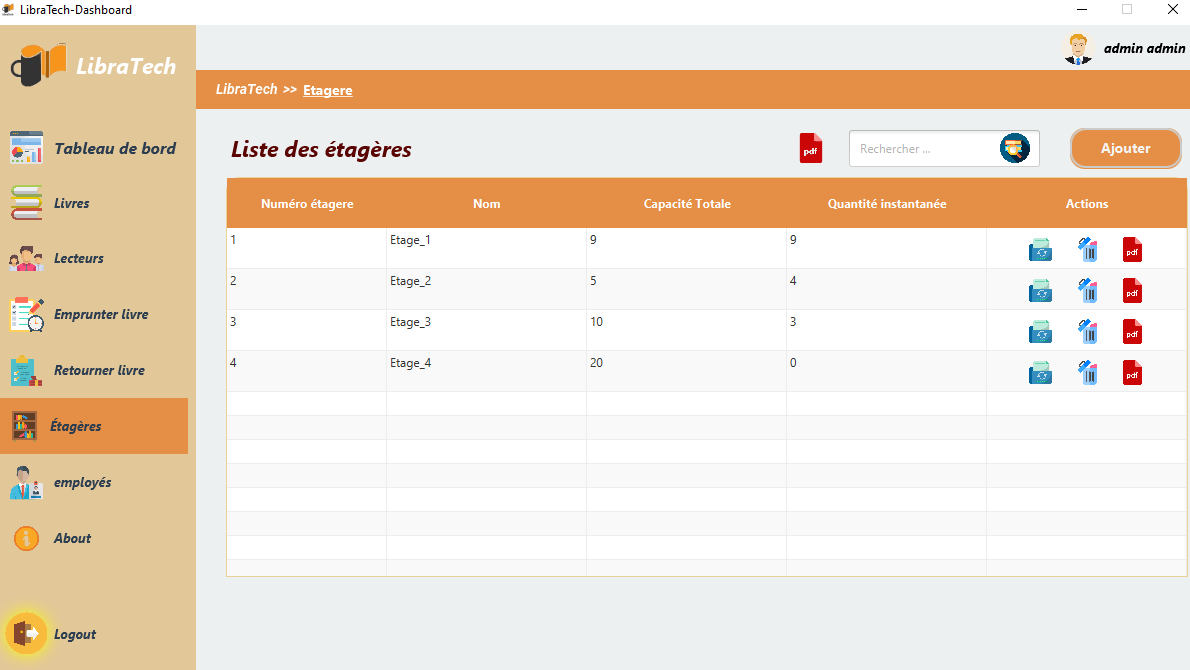 LibraTech-Dashboard
LibraTech
admin admin
LibraTech >> Etagere
Tableau de bord
Livres
Lecteurs
Emprunter livre
Retourner livre
Étagères
employés
About
Logout
Liste des étagères
pdf
Rechercher ...
Ajouter
Numéro étagere Nom Capacité Totale Quantité instantanée Actions
1 Etage_1 9 9 pdf
2 Etage_2 5 4 pdf
3 Etage_3 10 3 pdf
4 Etage_4 20 0 pdf